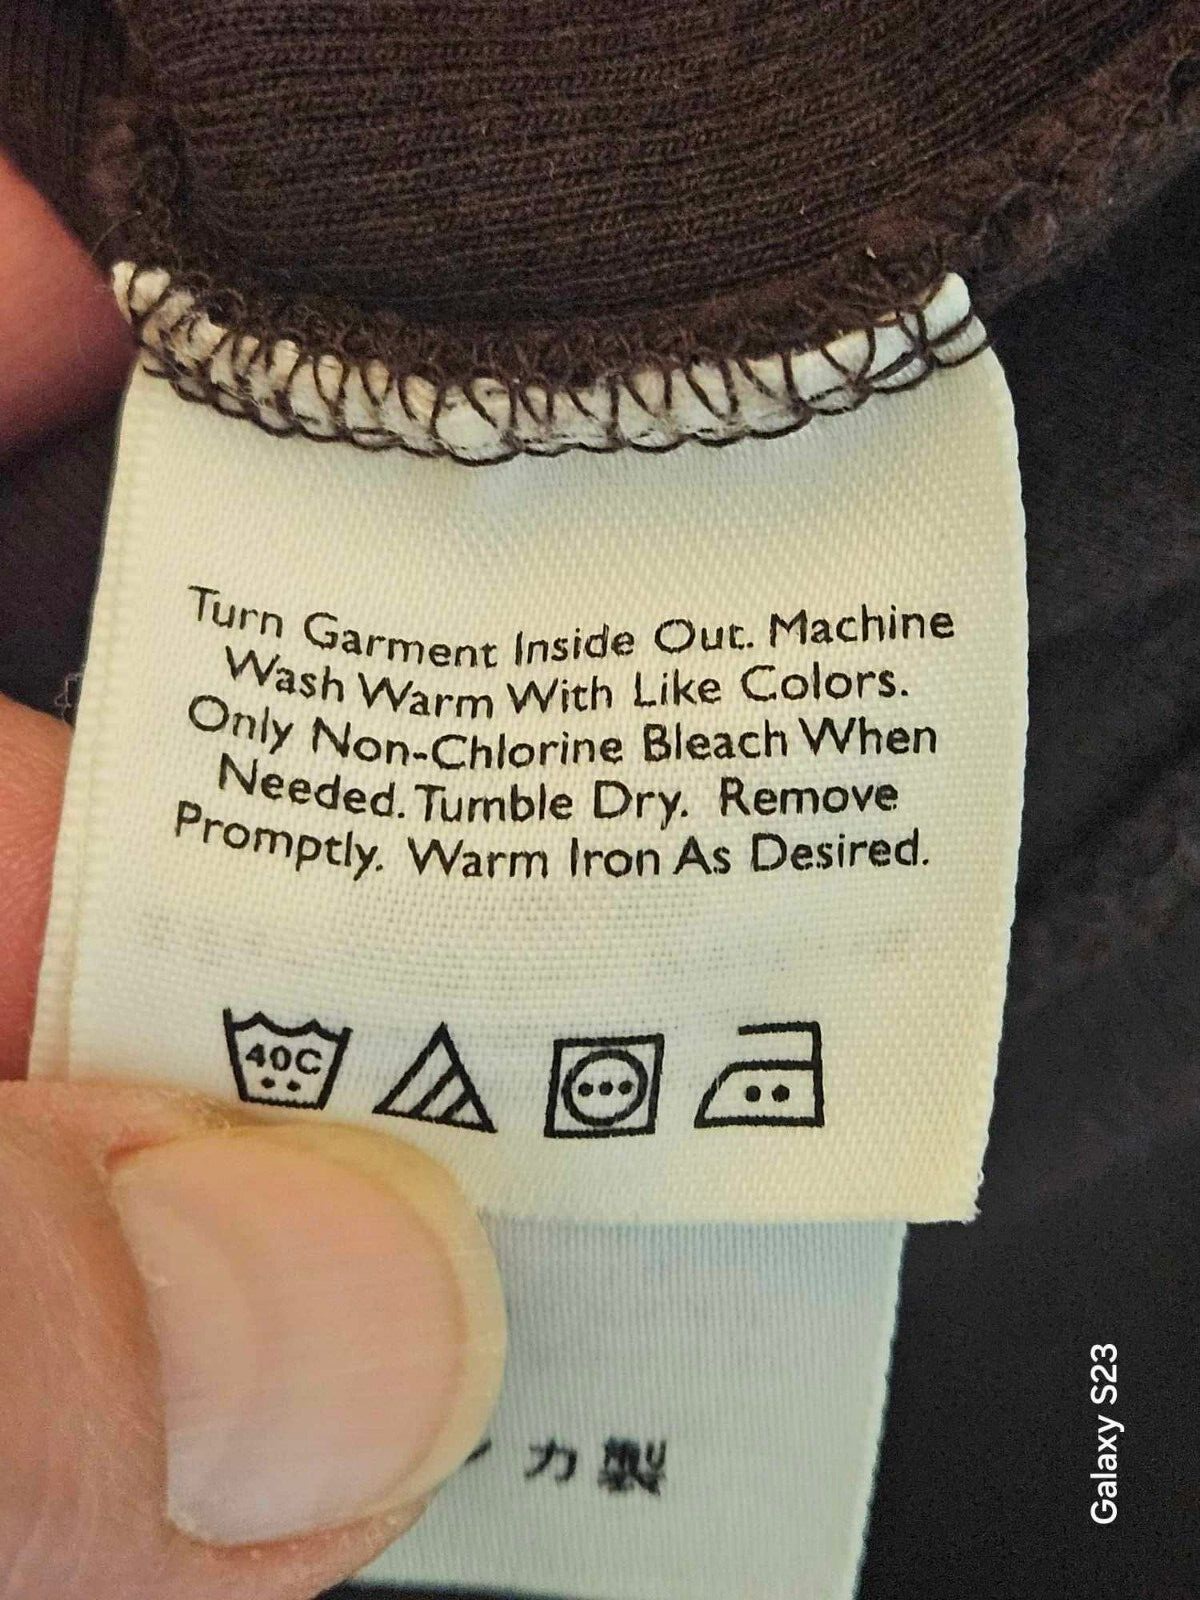 Turn Garment Inside Out. Machine
Wash Warm With Like Colors.
Only Non-Chlorine Bleach When
Needed. Tumble Dry. Remove
Promptly. Warm Iron As Desired.
40C
カ製
Galaxy S23